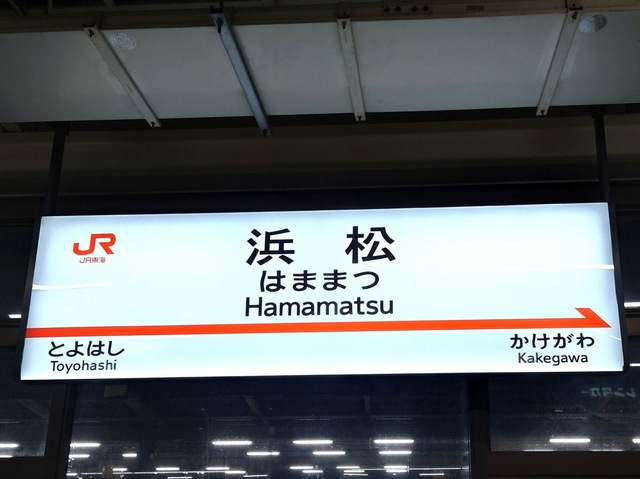 JR
JR東海
浜 松
はままつ
Hamamatsu
とよはし
Toyohashi
かけがわ
Kakegawa